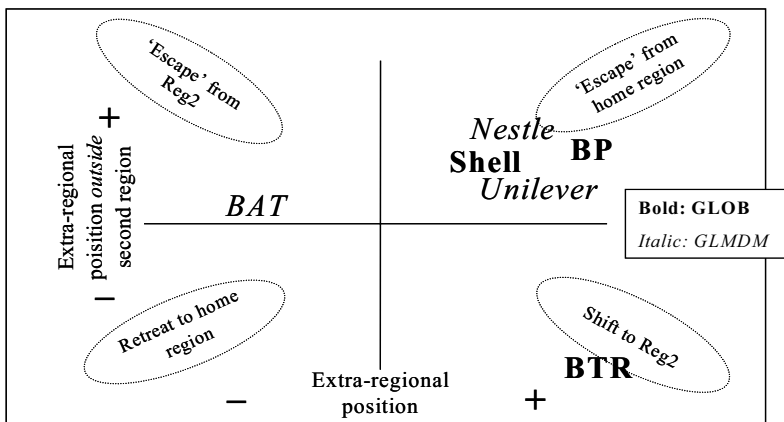 'Escape' from
Reg2
'Escape' from
home region
+
Extra-regional
poisition outside
second region
–
Nestle
Shell
BP
Unilever
BAT
Bold: GLOB
Italic: GLMDM
Retreat to home
region
Shift to Reg2
BTR
–
Extra-regional
position
+